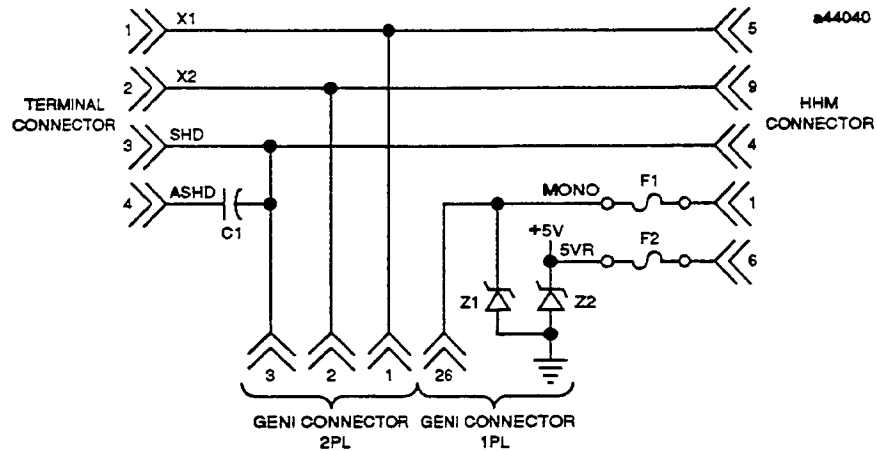 a44040
1 X1 5
2 X2 9
TERMINAL
CONNECTOR
HHM
CONNECTOR
3 SHD 4
4 ASHD
C1
MONO F1 1
+5V
5VR F2 6
Z1 Z2
3 2 1 26
GENI CONNECTOR
2PL
GENI CONNECTOR
1PL